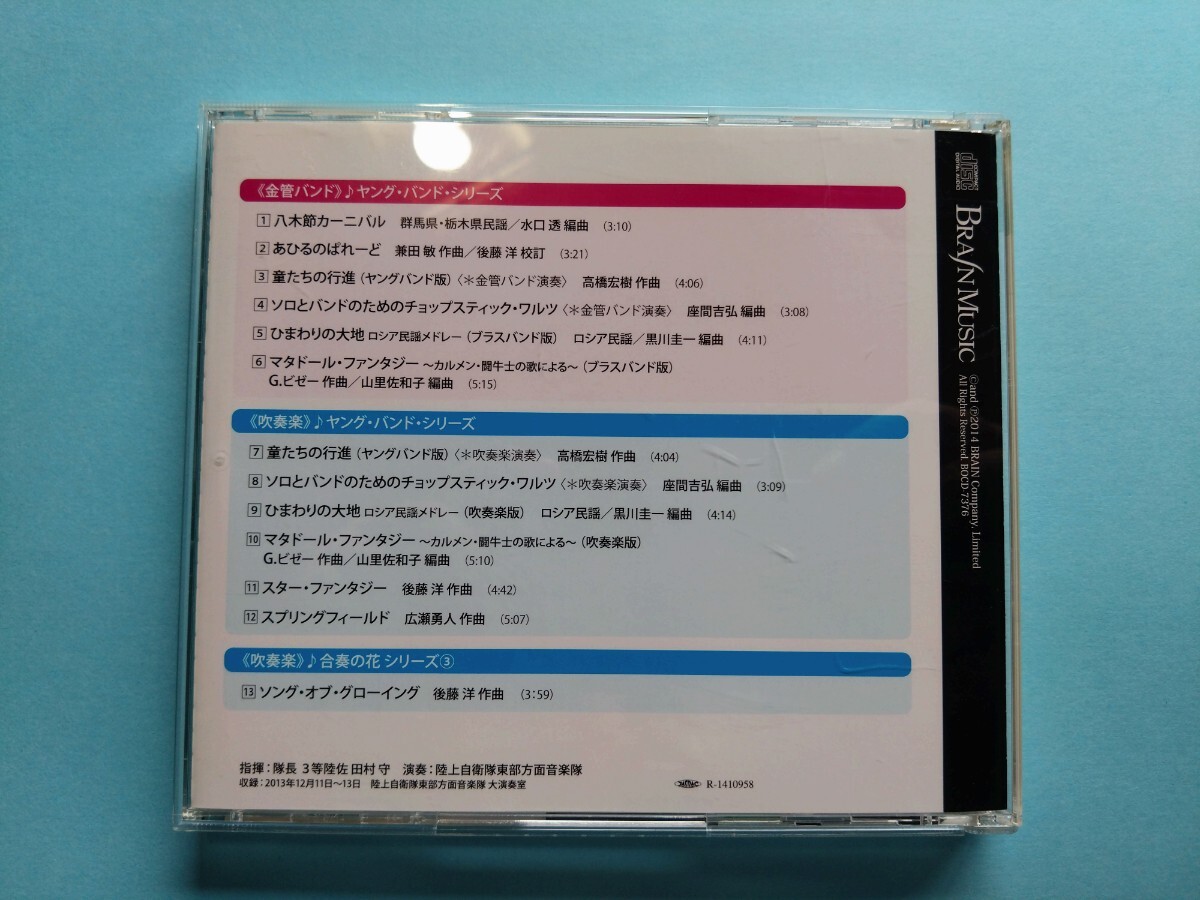 《金管バンド》♪ヤング・バンド・シリーズ
1 八木節カーニバル 群馬県・栃木県民謡／水口 透 編曲 (3:10)
2 あひるのぱれーど 兼田 敏 作曲／後藤 洋 校訂 (3:21)
3 童たちの行進（ヤングバンド版）〈＊金管バンド演奏〉 高橋宏樹 作曲 (4:06)
4 ソロとバンドのためのチョップスティック・ワルツ〈＊金管バンド演奏〉 座間吉弘 編曲 (3:08)
5 ひまわりの大地 ロシア民謡メドレー（ブラスバンド版） ロシア民謡／黒川圭一 編曲 (4:11)
6 マタドール・ファンタジー ～カルメン・闘牛士の歌による～（ブラスバンド版）
G.ビゼー 作曲／山里佐和子 編曲 (5:15)
《吹奏楽》♪ヤング・バンド・シリーズ
7 童たちの行進（ヤングバンド版）〈＊吹奏楽演奏〉 高橋宏樹 作曲 (4:04)
8 ソロとバンドのためのチョップスティック・ワルツ〈＊吹奏楽演奏〉 座間吉弘 編曲 (3:09)
9 ひまわりの大地 ロシア民謡メドレー（吹奏楽版） ロシア民謡／黒川圭一 編曲 (4:14)
10 マタドール・ファンタジー ～カルメン・闘牛士の歌による～（吹奏楽版）
G.ビゼー 作曲／山里佐和子 編曲 (5:10)
11 スター・ファンタジー 後藤 洋 作曲 (4:42)
12 スプリングフィールド 広瀬勇人 作曲 (5:07)
《吹奏楽》♪合奏の花 シリーズ③
13 ソング・オブ・グローイング 後藤 洋 作曲 (3:59)
指揮：隊長 3等陸佐 田村 守 演奏：陸上自衛隊東部方面音楽隊
収録：2013年12月11日～13日 陸上自衛隊東部方面音楽隊 大演奏室
R-1410958
COMPACT
disc
DIGITAL AUDIO
BRAIN MUSIC
©and ℗2014 BRAIN Company, Limited
All Rights Reserved. BOCD-7376